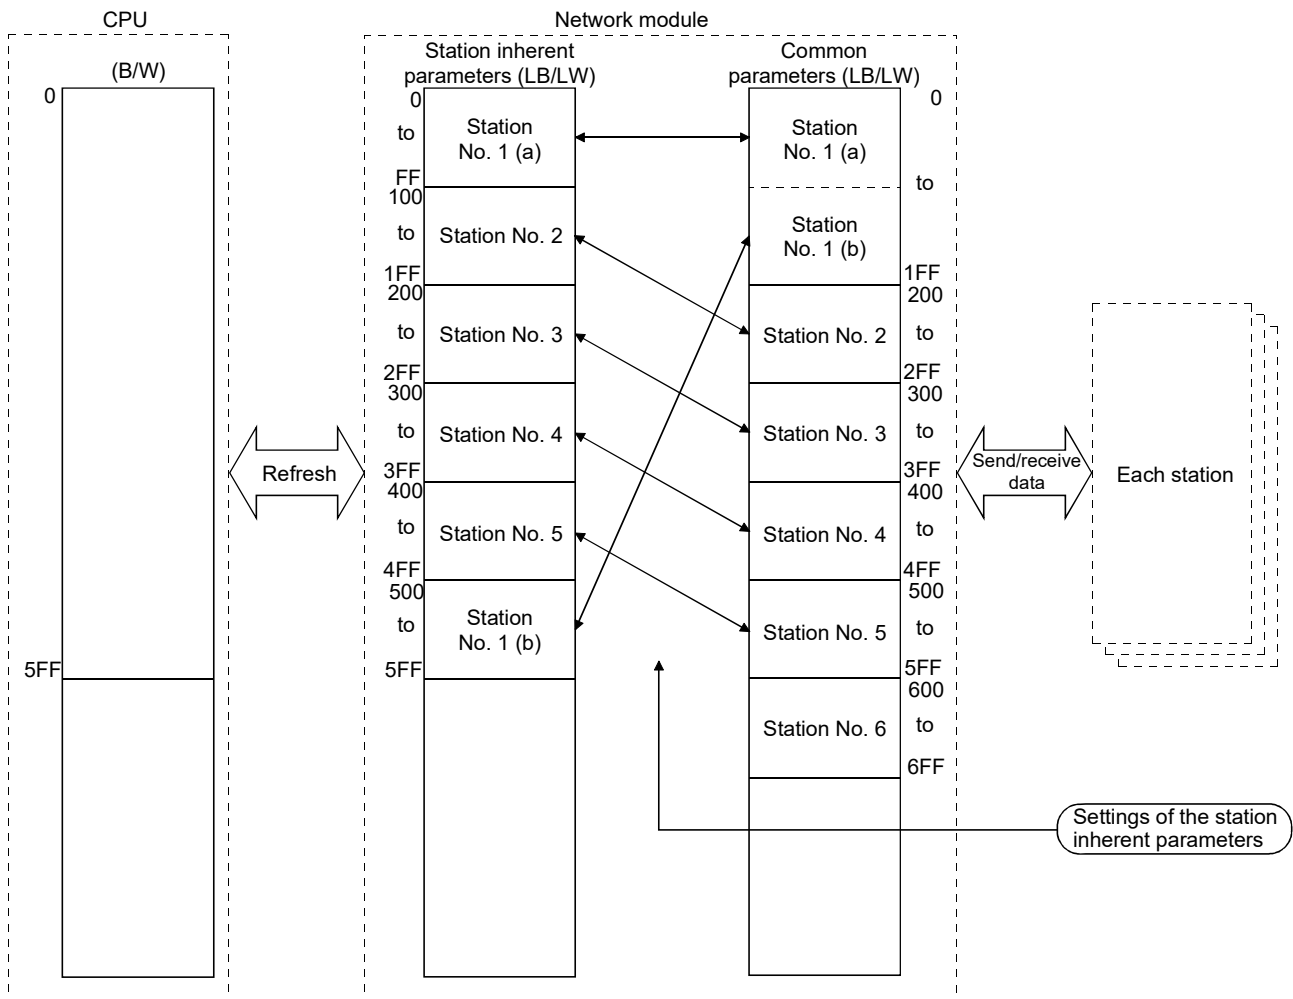 CPU
Network module
(B/W)
Station inherent
parameters (LB/LW)
Common
parameters (LB/LW)
0
5FF
Refresh
0
to
FF
Station
No. 1 (a)
100
to
1FF
Station No. 2
200
to
2FF
Station No. 3
300
to
3FF
Station No. 4
400
to
4FF
Station No. 5
500
to
5FF
Station
No. 1 (b)
Station
No. 1 (a)
0
to
Station
No. 1 (b)
1FF
Station No. 2
200
to
2FF
Station No. 3
300
to
3FF
Station No. 4
400
to
4FF
Station No. 5
500
to
5FF
Station No. 6
600
to
6FF
Send/receive
data
Each station
Settings of the station
inherent parameters